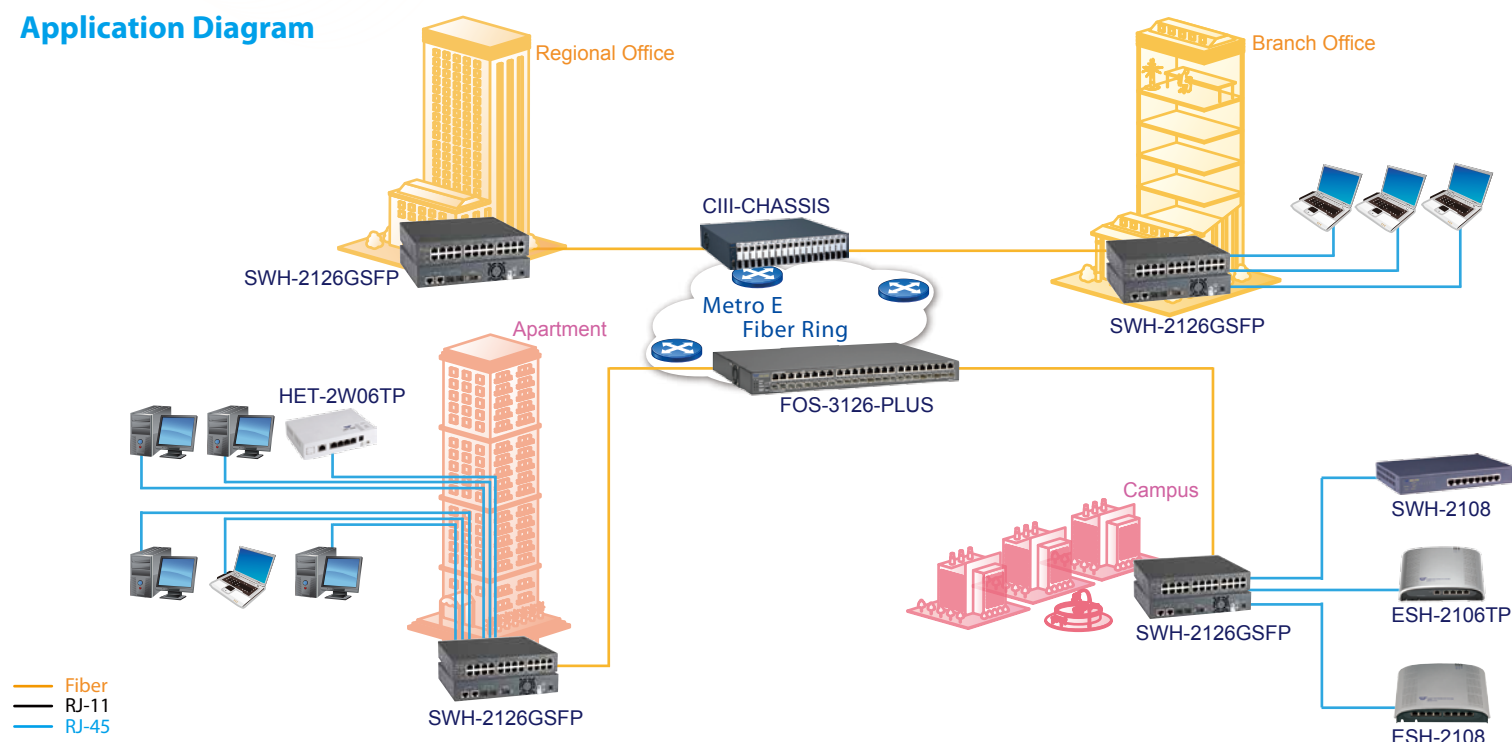 Application Diagram
Regional Office
Branch Office
CIII-CHASSIS
SWH-2126GSFP
Metro E
Fiber Ring
SWH-2126GSFP
Apartment
HET-2W06TP
FOS-3126-PLUS
Campus
SWH-2108
ESH-2106TP
SWH-2126GSFP
Fiber
RJ-11
RJ-45
SWH-2126GSFP
ESH-2108